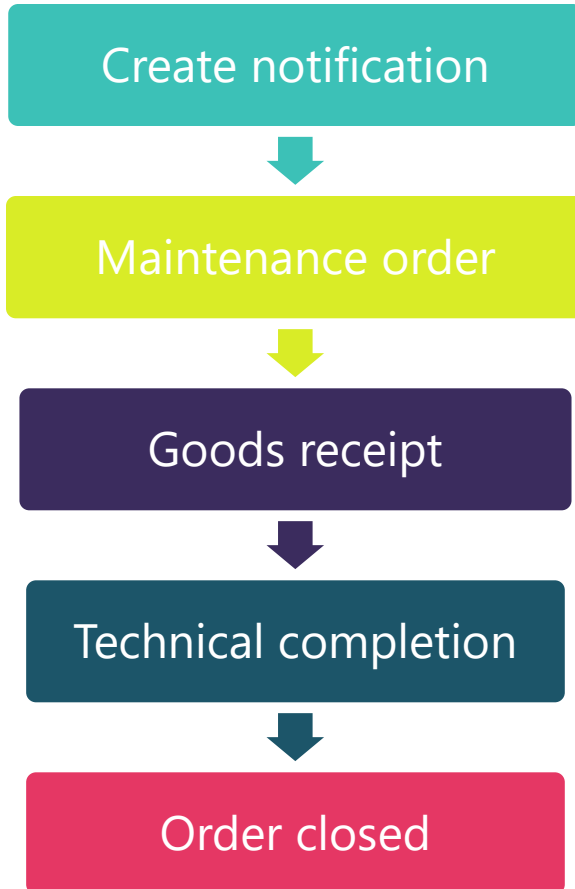 Create notification
Maintenance order
Goods receipt
Technical completion
Order closed